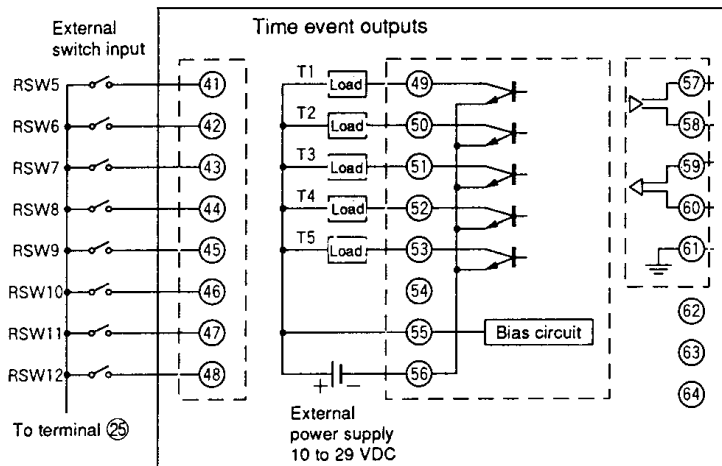 External
switch input
Time event outputs
RSW5
41
T1
Load
49
57
RSW6
42
T2
Load
50
58
RSW7
43
T3
Load
51
59
RSW8
44
T4
Load
52
60
RSW9
45
T5
Load
53
61
RSW10
46
54
62
RSW11
47
55
Bias circuit
63
RSW12
48
+ −
56
64
To terminal 25
External
power supply
10 to 29 VDC